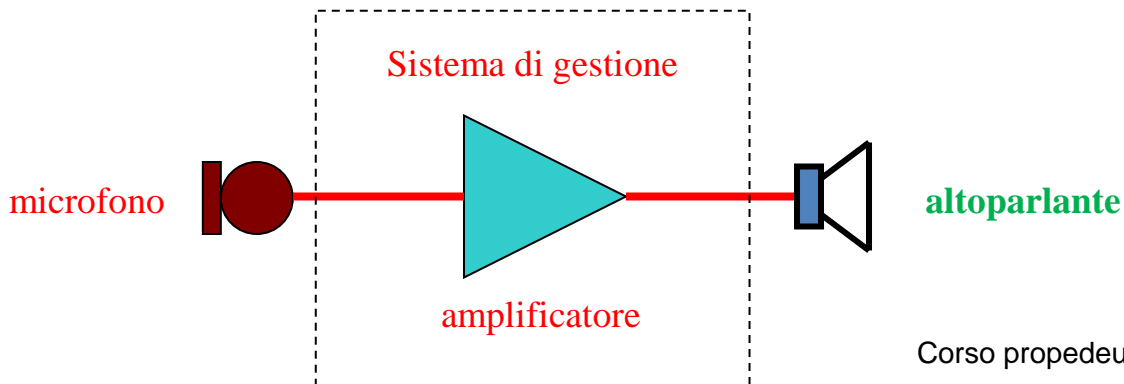 Sistema di gestione
microfono
altoparlante
amplificatore
Corso propedeu